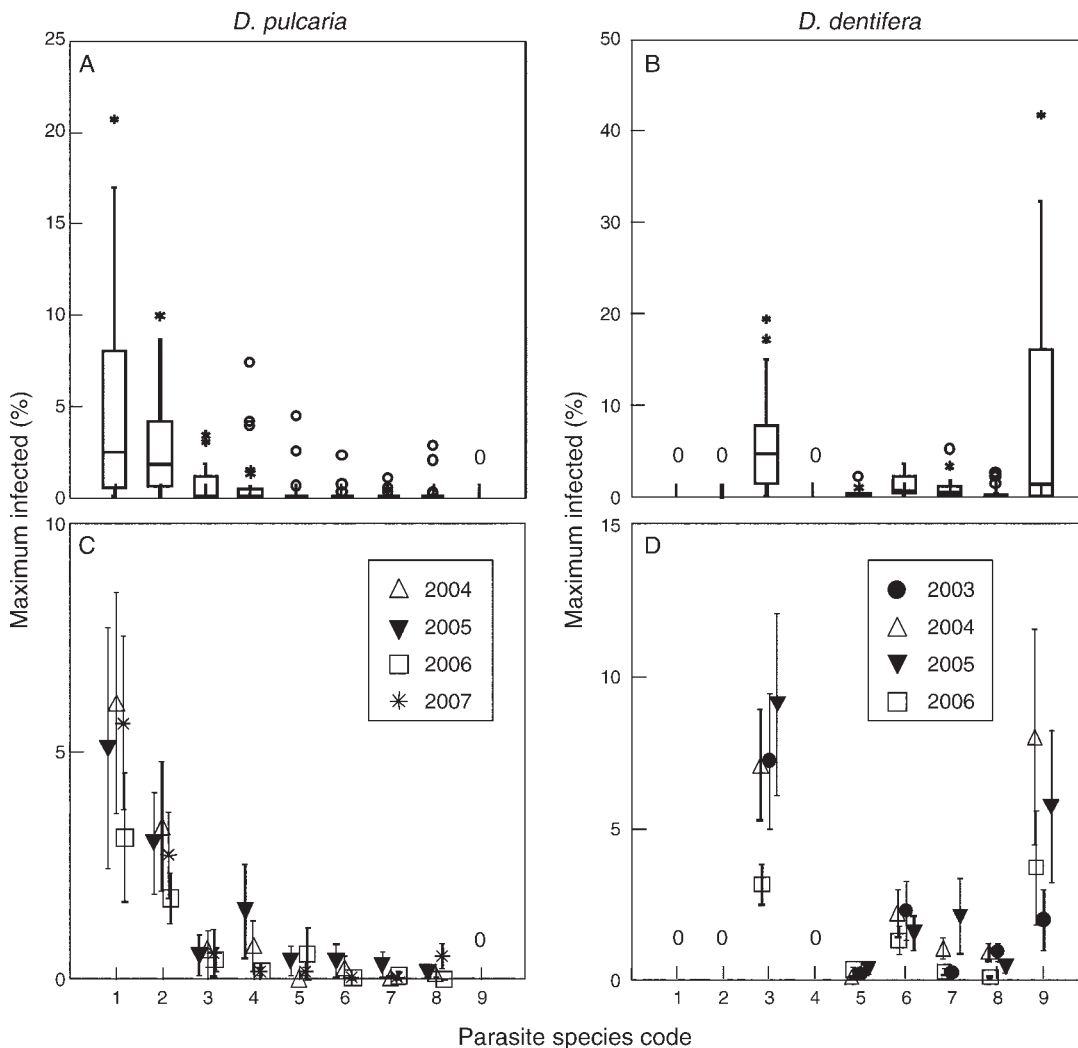 D. pulcaria
D. dentifera
A
25
20
15
10
5
0
0
B
50
40
30
20
10
0
0 0 0
Maximum infected (%)
Maximum infected (%)
C
10
5
0
2004
2005
2006
2007
0
1 2 3 4 5 6 7 8 9
D
15
10
5
0
2003
2004
2005
2006
0 0 0
1 2 3 4 5 6 7 8 9
Parasite species code